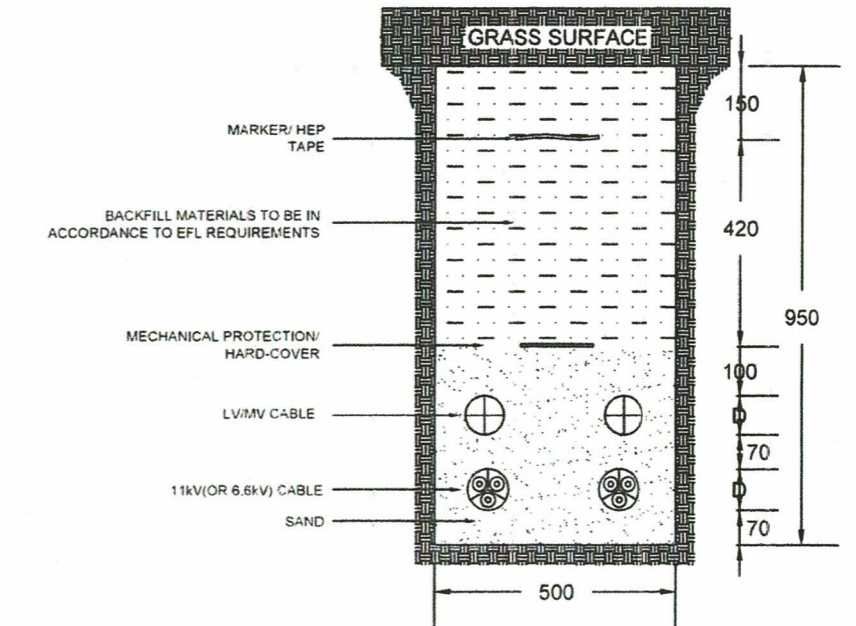 GRASS SURFACE
150
MARKER/ HEP
TAPE
BACKFILL MATERIALS TO BE IN
ACCORDANCE TO EFL REQUIREMENTS
420
950
MECHANICAL PROTECTION/
HARD-COVER
100
LV/MV CABLE
D
70
11kV(OR 6.6kV) CABLE
D
SAND
70
500